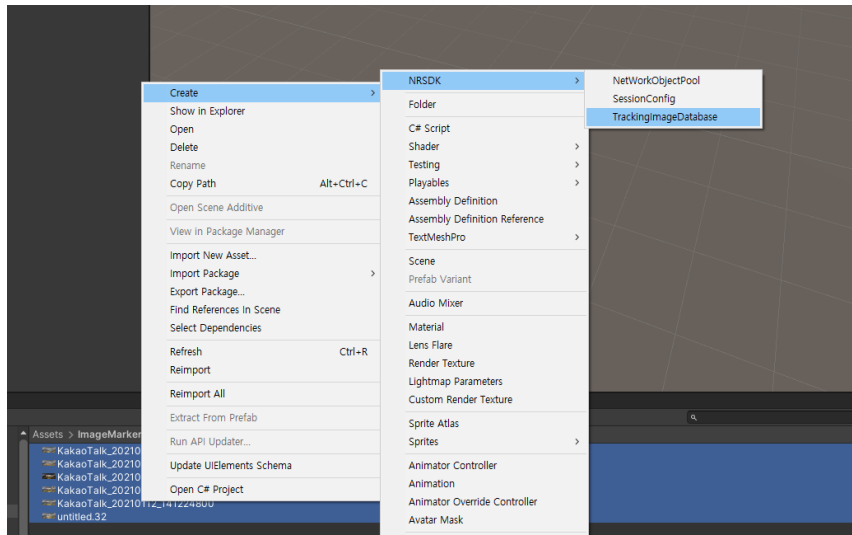 Create
Show in Explorer
Open
Delete
Rename
Copy Path Alt+Ctrl+C
Open Scene Additive
View in Package Manager
Import New Asset...
Import Package
Export Package...
Find References In Scene
Select Dependencies
Refresh Ctrl+R
Reimport
Reimport All
Extract From Prefab
Run API Updater...
Update UIElements Schema
Open C# Project
NRSDK
Folder
C# Script
Shader
Testing
Playables
Assembly Definition
Assembly Definition Reference
TextMeshPro
Scene
Prefab Variant
Audio Mixer
Material
Lens Flare
Render Texture
Lightmap Parameters
Custom Render Texture
Sprite Atlas
Sprites
Animator Controller
Animation
Animator Override Controller
Avatar Mask
NetWorkObjectPool
SessionConfig
TrackingImageDatabase
Assets > ImageMarker
KakaoTalk_20210
KakaoTalk_20210
KakaoTalk_20210
KakaoTalk_20210
KakaoTalk_20210112_141224800
untitled.32